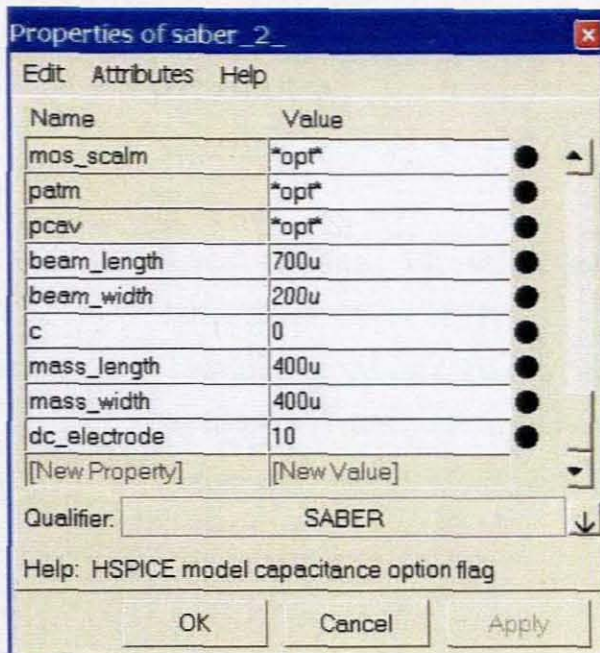 Properties of saber_2_
Edit Attributes Help
Name Value
mos_scalm *opt*
patm *opt*
pcav *opt*
beam_length 700u
beam_width 200u
c 0
mass_length 400u
mass_width 400u
dc_electrode 10
[New Property] [New Value]
Qualifier: SABER
Help: HSPICE model capacitance option flag
OK Cancel Apply